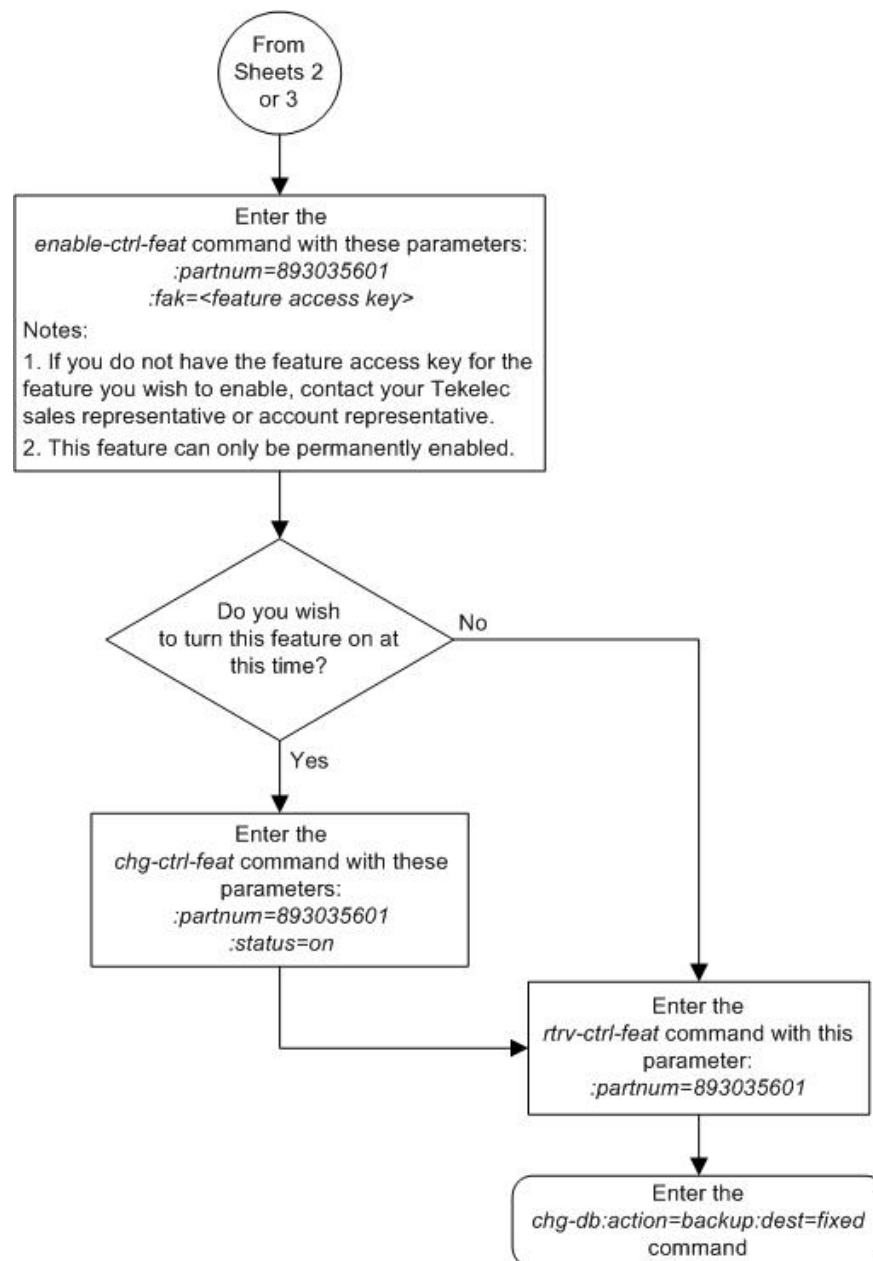 From
Sheets 2
or 3
Enter the
enable-ctrl-feat command with these parameters:
:partnum=893035601
:fak=<feature access key>
Notes:
1. If you do not have the feature access key for the
feature you wish to enable, contact your Tekelec
sales representative or account representative.
2. This feature can only be permanently enabled.
Do you wish
to turn this feature on at
this time?
No
Yes
Enter the
chg-ctrl-feat command with these
parameters:
:partnum=893035601
:status=on
Enter the
rtrv-ctrl-feat command with this
parameter:
:partnum=893035601
Enter the
chg-db:action=backup:dest=fixed
command